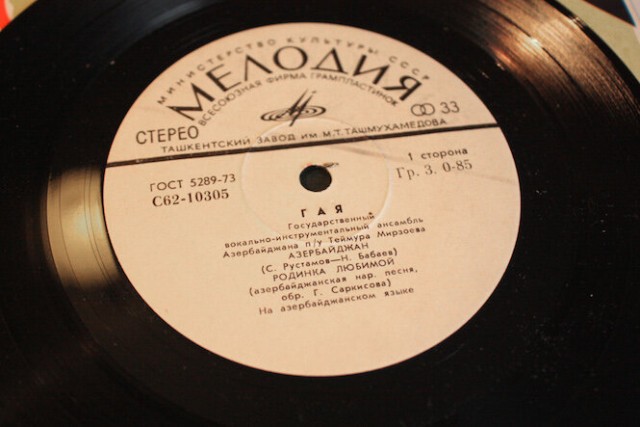 МИНИСТЕРСТВО КУЛЬТУРЫ СССР
МЕЛОДИЯ
ВСЕСОЮЗНАЯ ФИРМА ГРАМПЛАСТИНОК
СТЕРЕО
33
ТАШКЕНТСКИЙ ЗАВОД ИМ. М.Т. ТАШМУХАМЕДОВА
ГОСТ 5289-73
С62-10305
1 сторона
Гр. 3. 0-85
ГАЯ
Государственный
вокально-инструментальный ансамбль
Азербайджана п/у Теймура Мирзоева
АЗЕРБАЙДЖАН
(С. Рустамов—Н. Бабаев)
РОДИНКА ЛЮБИМОЙ
(азербайджанская нар. песня,
обр. Г. Саркисова)
На азербайджанском языке